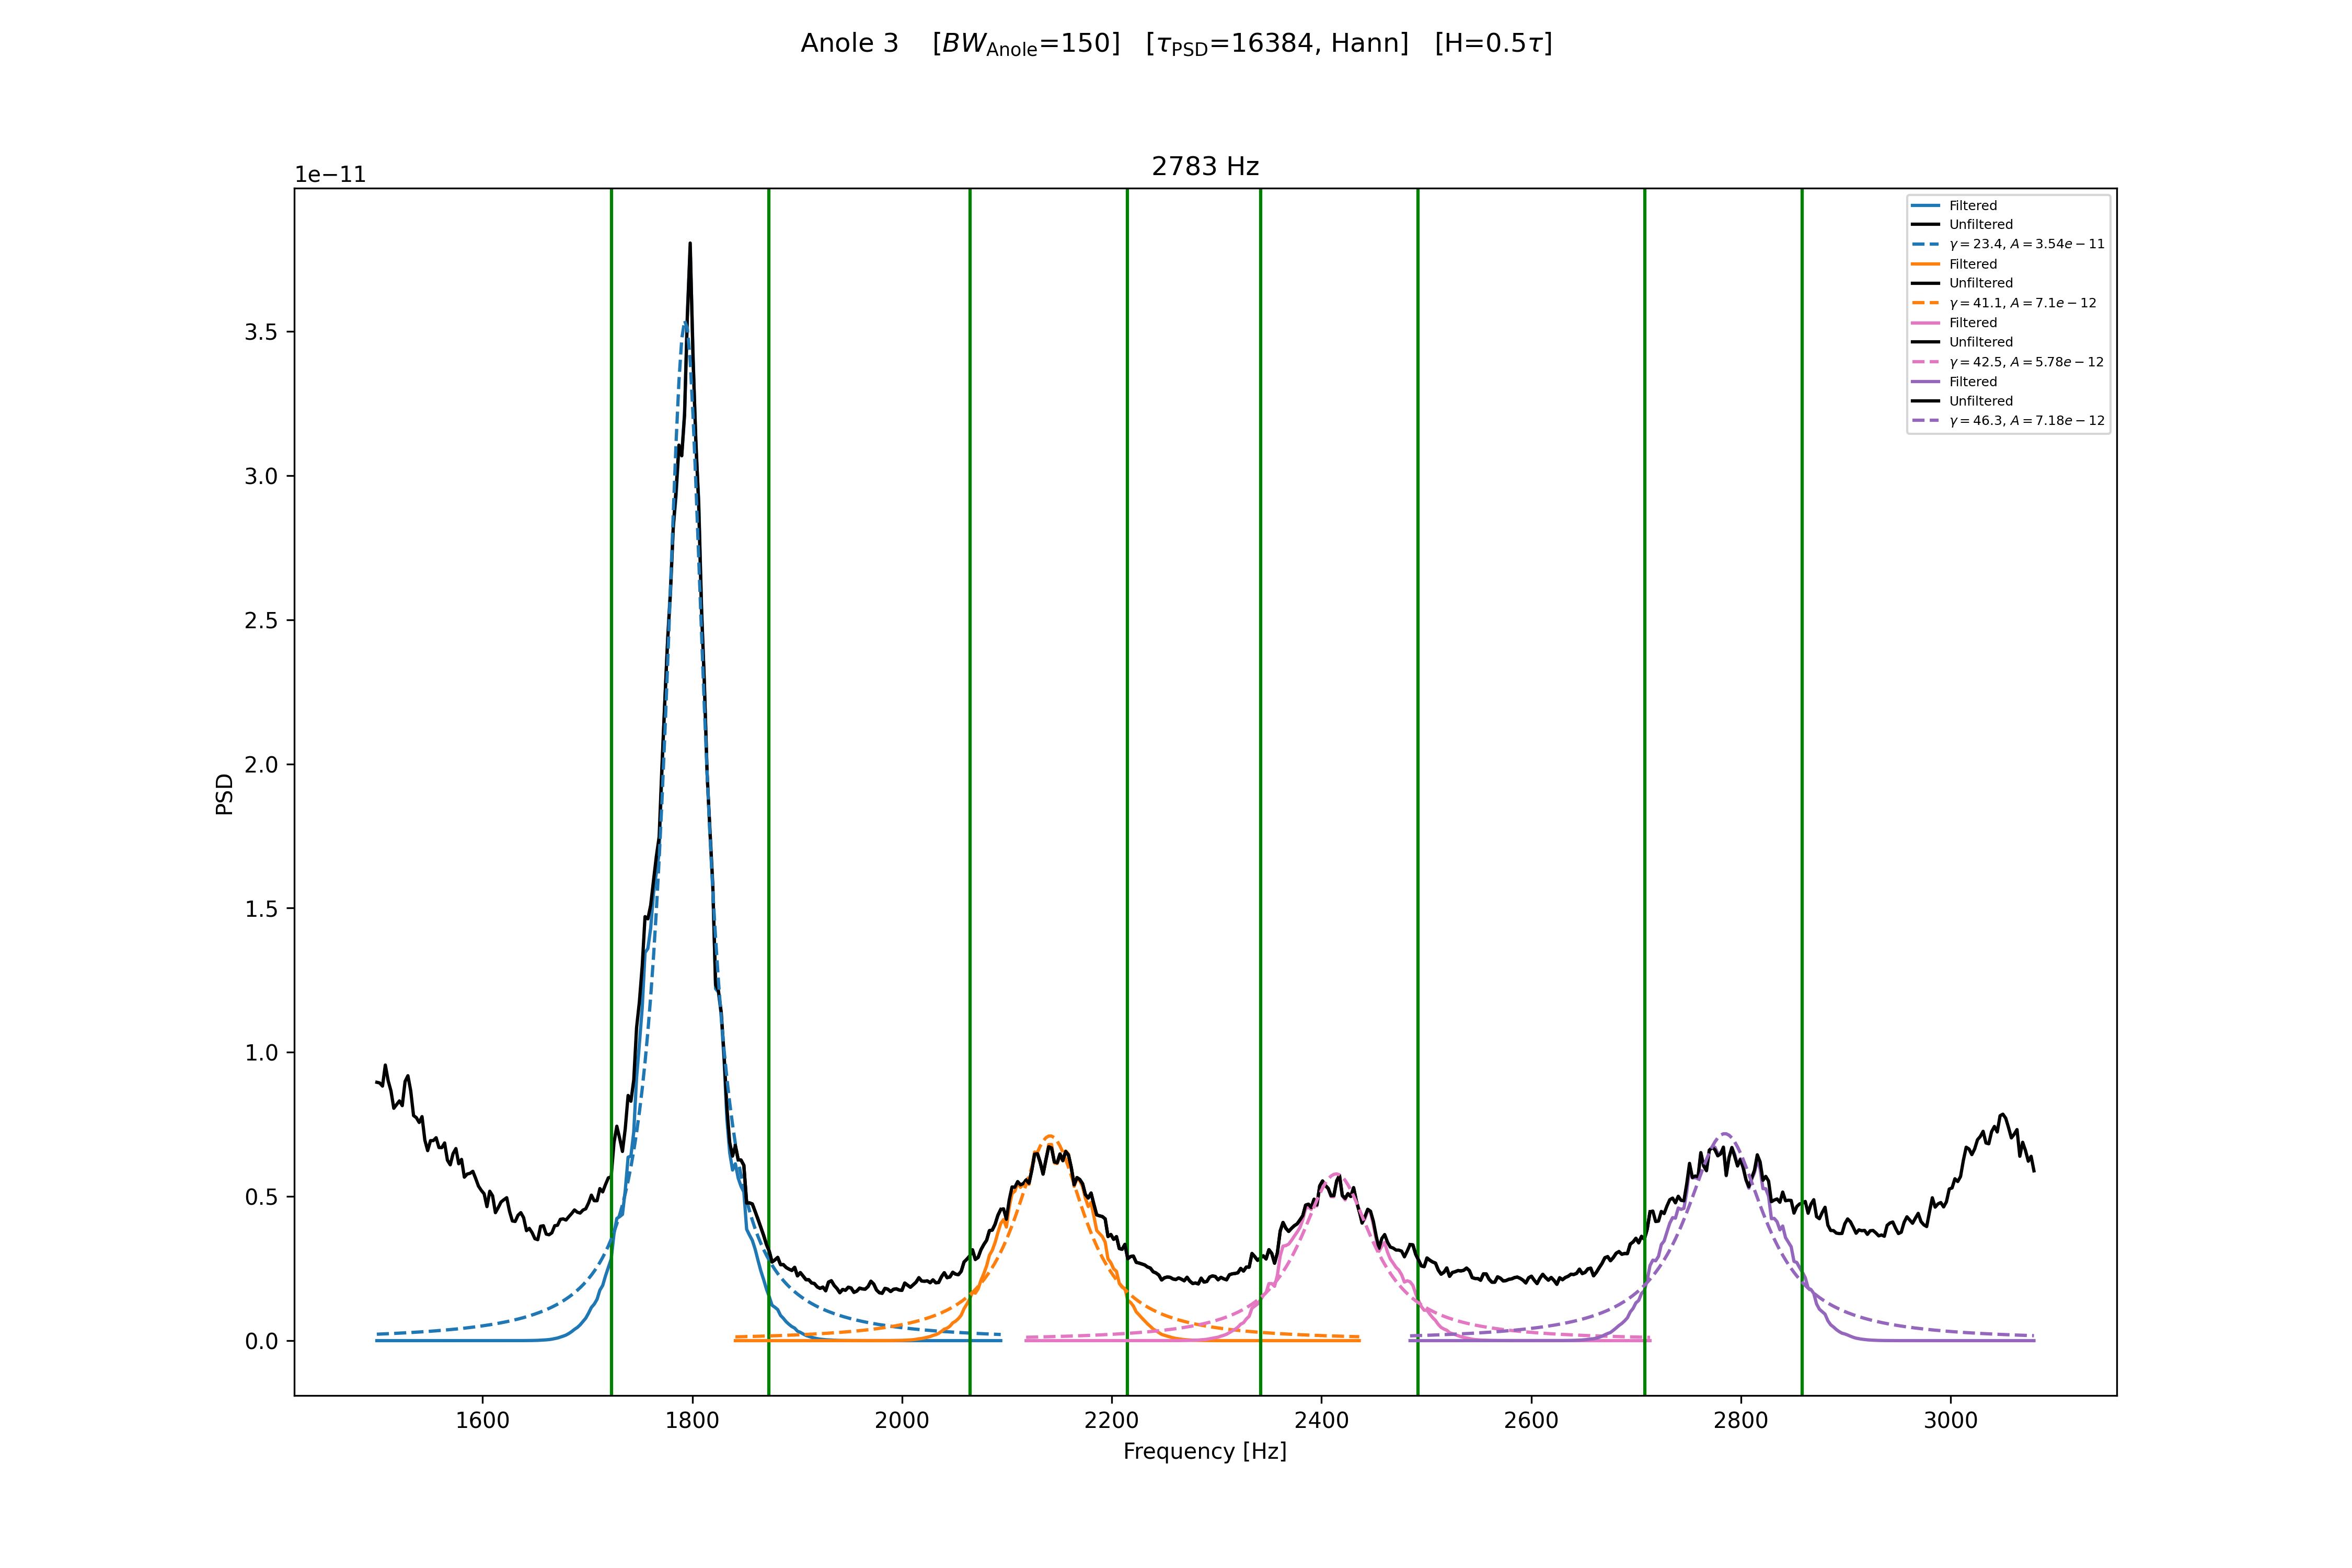 Anole 3 [BW_Anole=150] [τ_PSD=16384, Hann] [H=0.5τ]
2783 Hz
1e−11
Filtered
Unfiltered
γ = 23.4, A = 3.54e − 11
Filtered
Unfiltered
γ = 41.1, A = 7.1e − 12
Filtered
Unfiltered
γ = 42.5, A = 5.78e − 12
Filtered
Unfiltered
γ = 46.3, A = 7.18e − 12
3.5
3.0
2.5
2.0
1.5
1.0
0.5
0.0
PSD
1600 1800 2000 2200 2400 2600 2800 3000
Frequency [Hz]